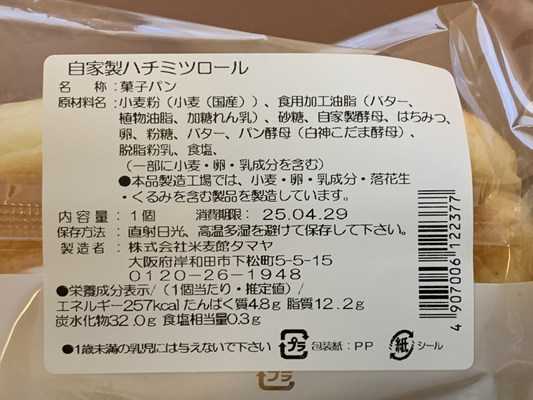 自家製ハチミツロール
名 称:菓子パン
原材料名:小麦粉(小麦(国産))、食用加工油脂(バター、
植物油脂、加糖れん乳)、砂糖、自家製酵母、はちみつ、
卵、粉糖、バター、パン酵母(白神こだま酵母)、
脱脂粉乳、食塩、
(一部に小麦・卵・乳成分を含む)
●本品製造工場では、小麦・卵・乳成分・落花生
・くるみを含む製品を製造しています。
内容量:1個 消費期限: 25.04.29
保存方法:直射日光、高温多湿を避けて保存して下さい。
製造者:株式会社米麦館タマヤ
大阪府岸和田市下松町5-5-15
0120-26-1948
●栄養成分表示/(1個当たり・推定値)/
エネルギー257kcal たんぱく質4.8g 脂質12.2g
炭水化物32.0g 食塩相当量0.3g
●1歳未満の乳児には与えないで下さい プラ 包装紙:PP 紙 シール
4 907006 122377
プラ